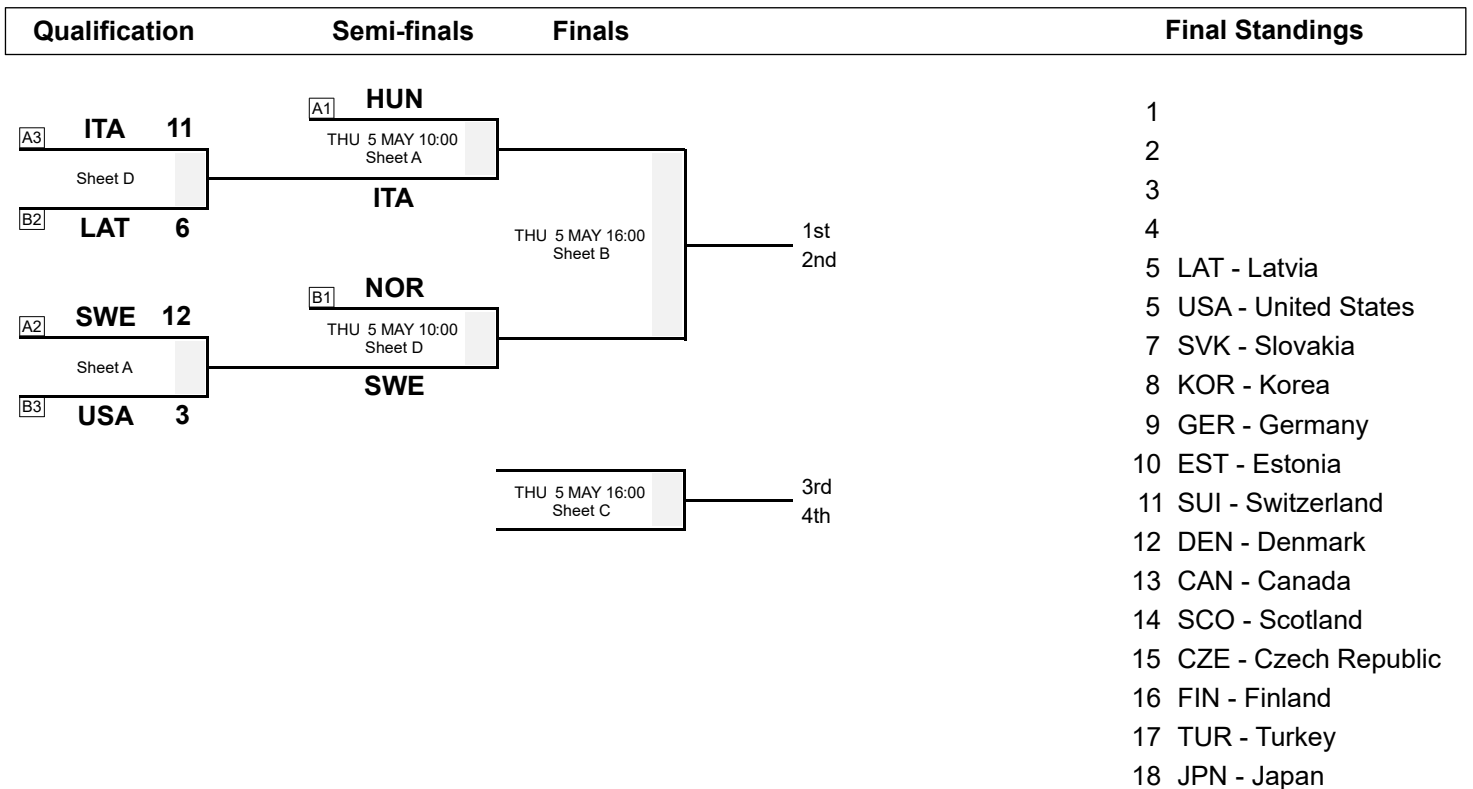 Qualification Semi-finals Finals Final Standings
A1 HUN
A3 ITA 11
THU 5 MAY 10:00
Sheet A
Sheet D
ITA
B2 LAT 6
THU 5 MAY 16:00
Sheet B
1st
2nd
B1 NOR
A2 SWE 12
THU 5 MAY 10:00
Sheet D
Sheet A
SWE
B3 USA 3
THU 5 MAY 16:00
Sheet C
3rd
4th
1
2
3
4
5 LAT - Latvia
5 USA - United States
7 SVK - Slovakia
8 KOR - Korea
9 GER - Germany
10 EST - Estonia
11 SUI - Switzerland
12 DEN - Denmark
13 CAN - Canada
14 SCO - Scotland
15 CZE - Czech Republic
16 FIN - Finland
17 TUR - Turkey
18 JPN - Japan